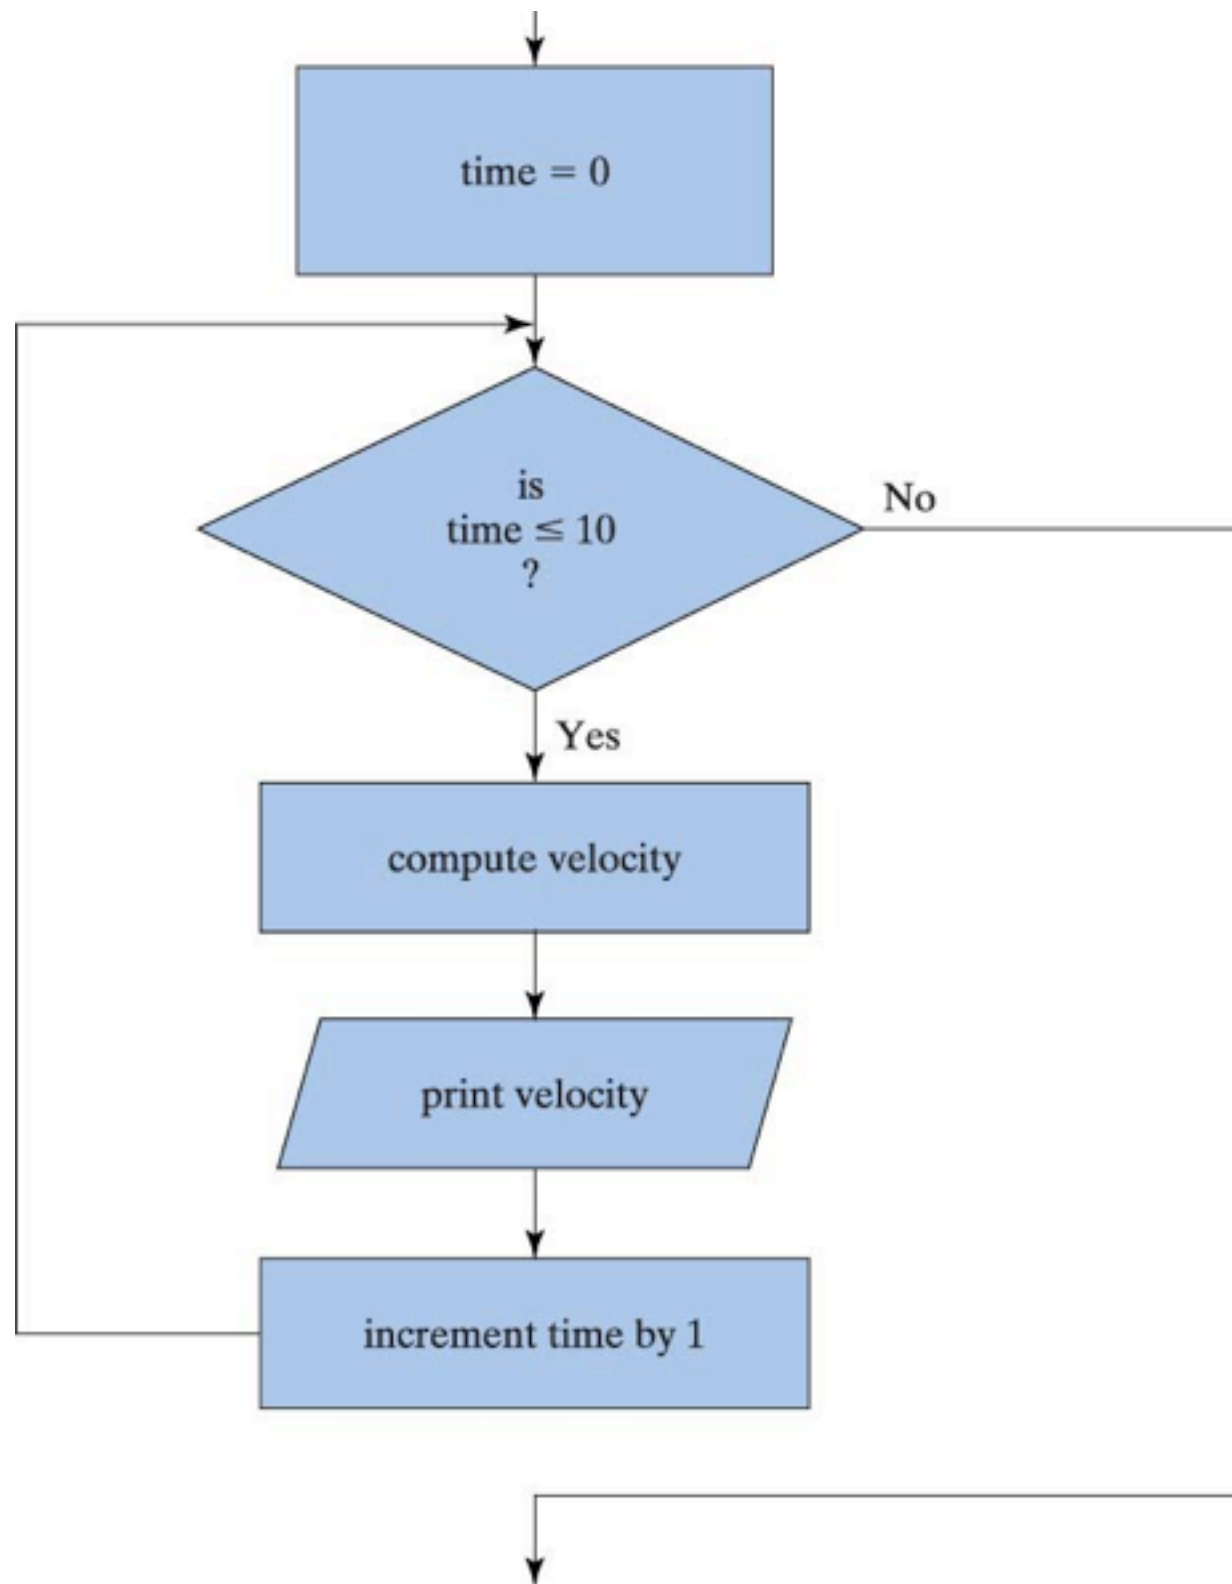 time = 0
is
time ≤ 10
?
No
Yes
compute velocity
print velocity
increment time by 1